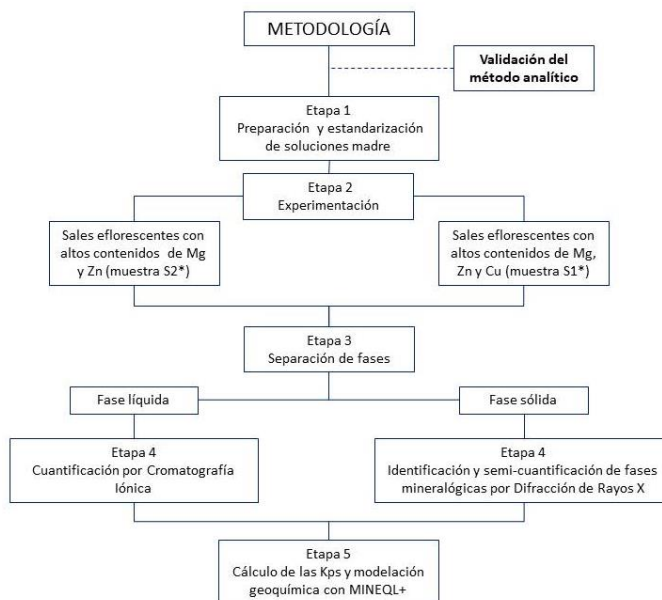 METODOLOGÍA
Validación del
método analítico
Etapa 1
Preparación y estandarización
de soluciones madre
Etapa 2
Experimentación
Sales eflorescentes con
altos contenidos de Mg
y Zn (muestra S2*)
Sales eflorescentes con
altos contenidos de Mg,
Zn y Cu (muestra S1*)
Etapa 3
Separación de fases
Fase líquida
Fase sólida
Etapa 4
Cuantificación por Cromatografía
Iónica
Etapa 4
Identificación y semi-cuantificación de fases
mineralógicas por Difracción de Rayos X
Etapa 5
Cálculo de las Kps y modelación
geoquímica con MINEQL+